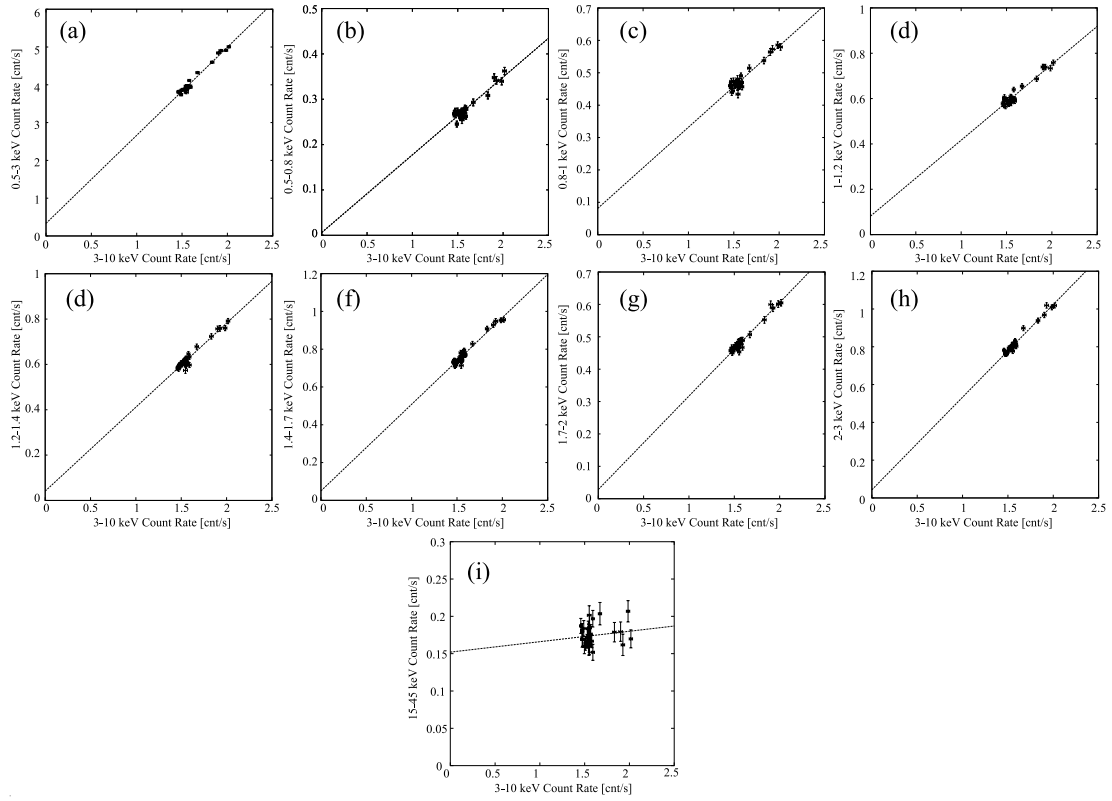 (a)
0.5-3 keV Count Rate [cnt/s]
6
5
4
3
2
1
0
0 0.5 1 1.5 2 2.5
3-10 keV Count Rate [cnt/s]
(b)
0.5-0.8 keV Count Rate [cnt/s]
0.5
0.4
0.3
0.2
0.1
0
0 0.5 1 1.5 2 2.5
3-10 keV Count Rate [cnt/s]
(c)
0.8-1 keV Count Rate [cnt/s]
0.8
0.7
0.6
0.5
0.4
0.3
0.2
0.1
0
0 0.5 1 1.5 2 2.5
3-10 keV Count Rate [cnt/s]
(d)
1-1.2 keV Count Rate [cnt/s]
1
0.8
0.6
0.4
0.2
0
0 0.5 1 1.5 2 2.5
3-10 keV Count Rate [cnt/s]
(d)
1.2-1.4 keV Count Rate [cnt/s]
1
0.8
0.6
0.4
0.2
0
0 0.5 1 1.5 2 2.5
3-10 keV Count Rate [cnt/s]
(f)
1.4-1.7 keV Count Rate [cnt/s]
1.2
1
0.8
0.6
0.4
0.2
0
0 0.5 1 1.5 2 2.5
3-10 keV Count Rate [cnt/s]
(g)
1.7-2 keV Count Rate [cnt/s]
0.7
0.6
0.5
0.4
0.3
0.2
0.1
0
0 0.5 1 1.5 2 2.5
3-10 keV Count Rate [cnt/s]
(h)
2-3 keV Count Rate [cnt/s]
1.2
1
0.8
0.6
0.4
0.2
0
0 0.5 1 1.5 2 2.5
3-10 keV Count Rate [cnt/s]
(i)
15-45 keV Count Rate [cnt/s]
0.3
0.25
0.2
0.15
0.1
0.05
0
0 0.5 1 1.5 2 2.5
3-10 keV Count Rate [cnt/s]